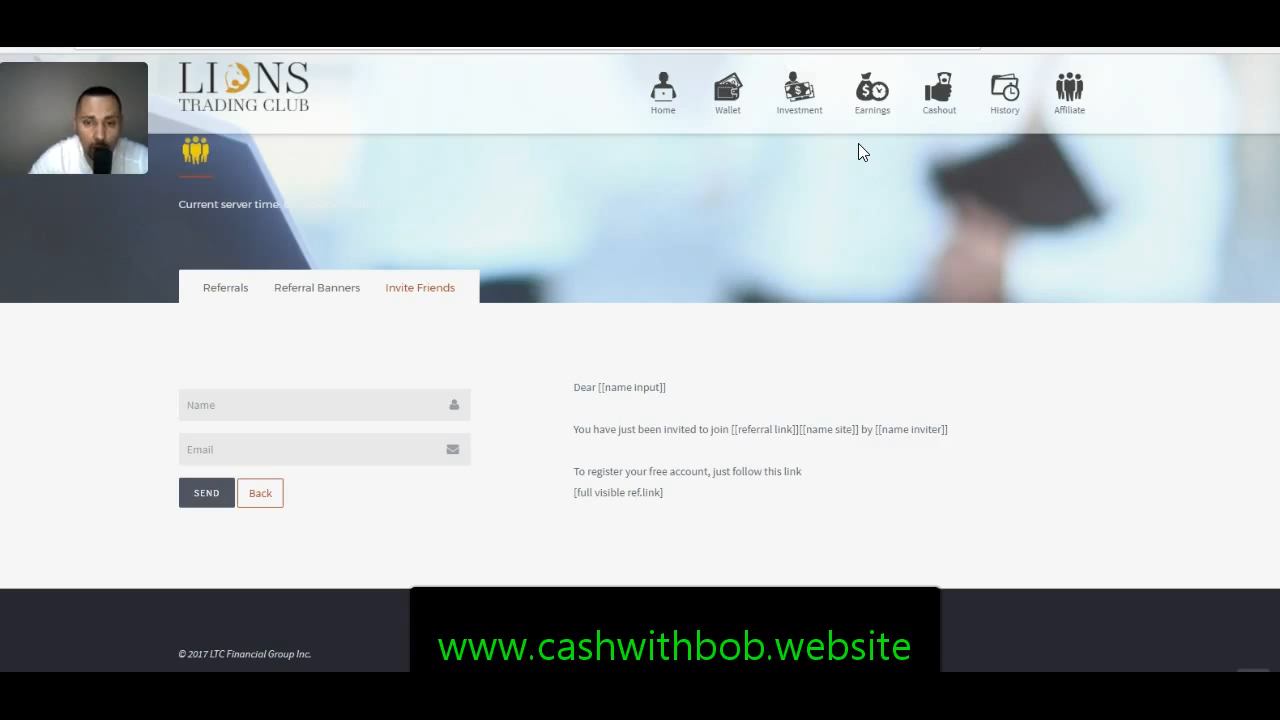 LIONS
TRADING CLUB
Home
Wallet
Investment
Earnings
Cashout
History
Affiliate
Current server time:
Referrals
Referral Banners
Invite Friends
Name
Email
SEND
Back
Dear [[name input]]
You have just been invited to join [[referral link]][[name site]] by [[name inviter]]
To register your free account, just follow this link
[full visible ref.link]
© 2017 LTC Financial Group Inc.
www.cashwithbob.website